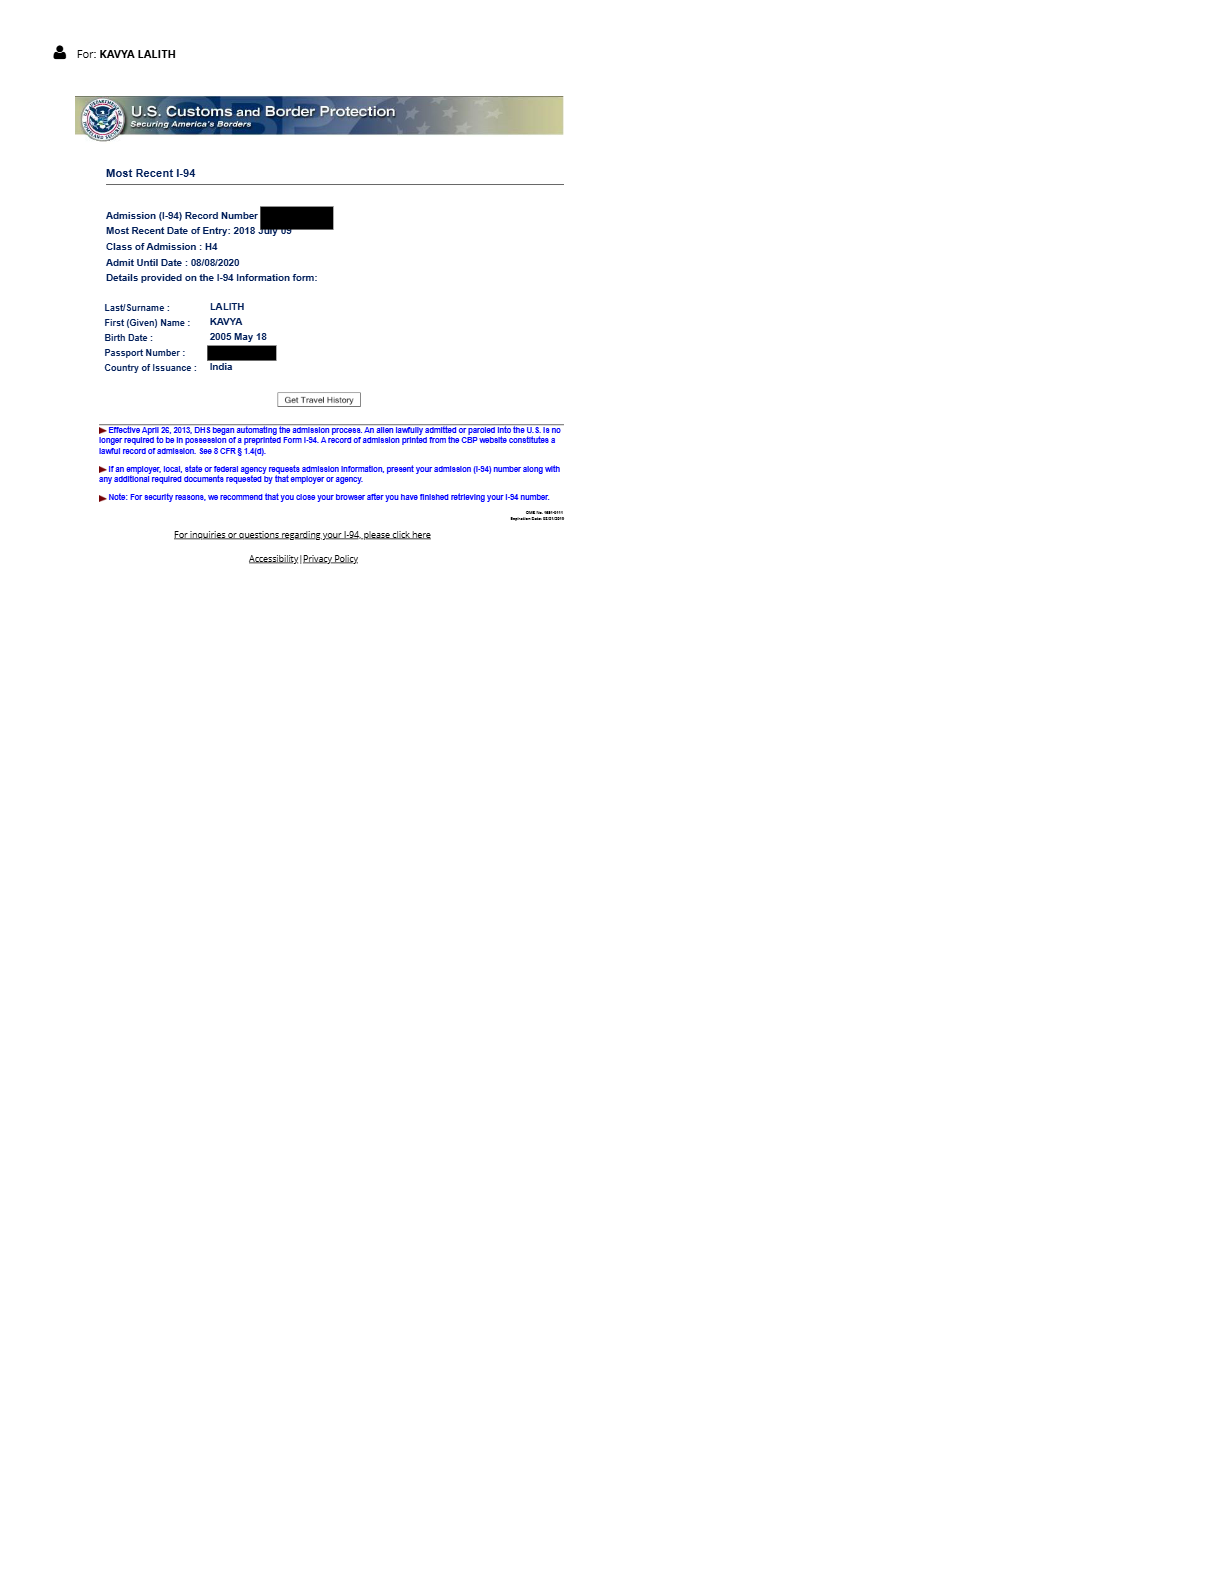 For: KAVYA LALITH
U.S. Customs and Border Protection
Securing America's Borders
Most Recent I-94
Admission (I-94) Record Number
Most Recent Date of Entry: 2018 July 09
Class of Admission : H4
Admit Until Date : 08/08/2020
Details provided on the I-94 Information form:
Last/Surname : LALITH
First (Given) Name : KAVYA
Birth Date : 2005 May 18
Passport Number :
Country of Issuance : India
Get Travel History
Effective April 26, 2013, DHS began automating the admission process. An alien lawfully admitted or paroled into the U.S. is no
longer required to be in possession of a preprinted Form I-94. A record of admission printed from the CBP website constitutes a
lawful record of admission. See 8 CFR § 1.4(d).
If an employer, local, state or federal agency requests admission information, present your admission (I-94) number along with
any additional required documents requested by that employer or agency.
Note: For security reasons, we recommend that you close your browser after you have finished retrieving your I-94 number.
OMB No. 1651-0111
Expiration Date:
For inquiries or questions regarding your I-94, please click here
Accessibility | Privacy Policy